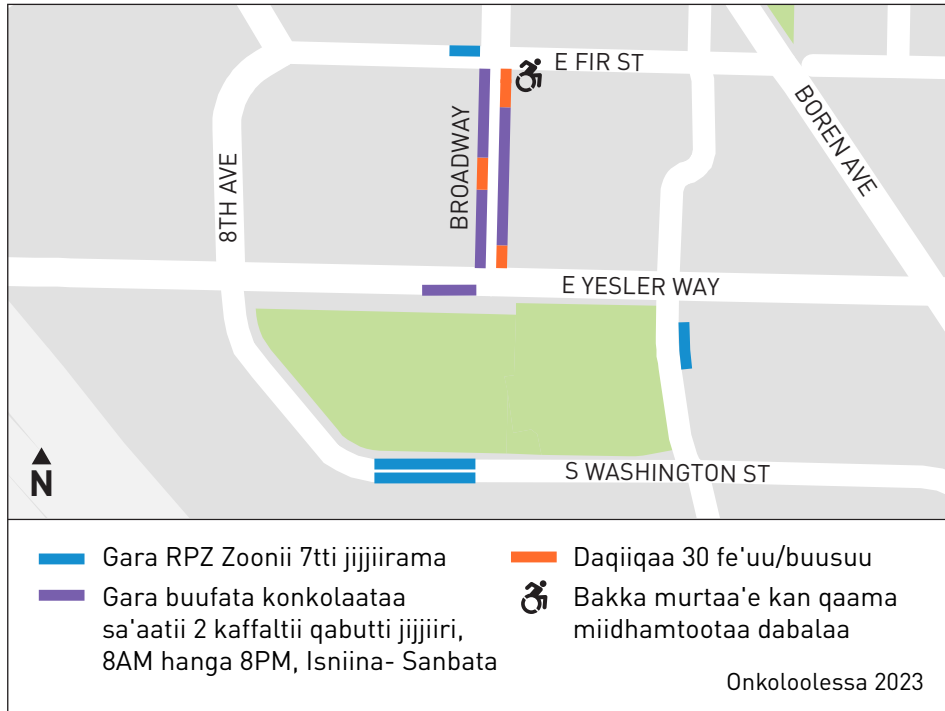 E FIR ST
BROADWAY
BOREN AVE
8TH AVE
E YESLER WAY
N
S WASHINGTON ST
Gara RPZ Zoonii 7tti jijjiirama
Gara buufata konkolaataa
sa'aatii 2 kaffaltii qabutti jijjiiri,
8AM hanga 8PM, Isniina- Sanbata
Daqiiqaa 30 fe'uu/buusuu
Bakka murtaa'e kan qaama
miidhamtootaa dabalaa
Onkoloolessa 2023